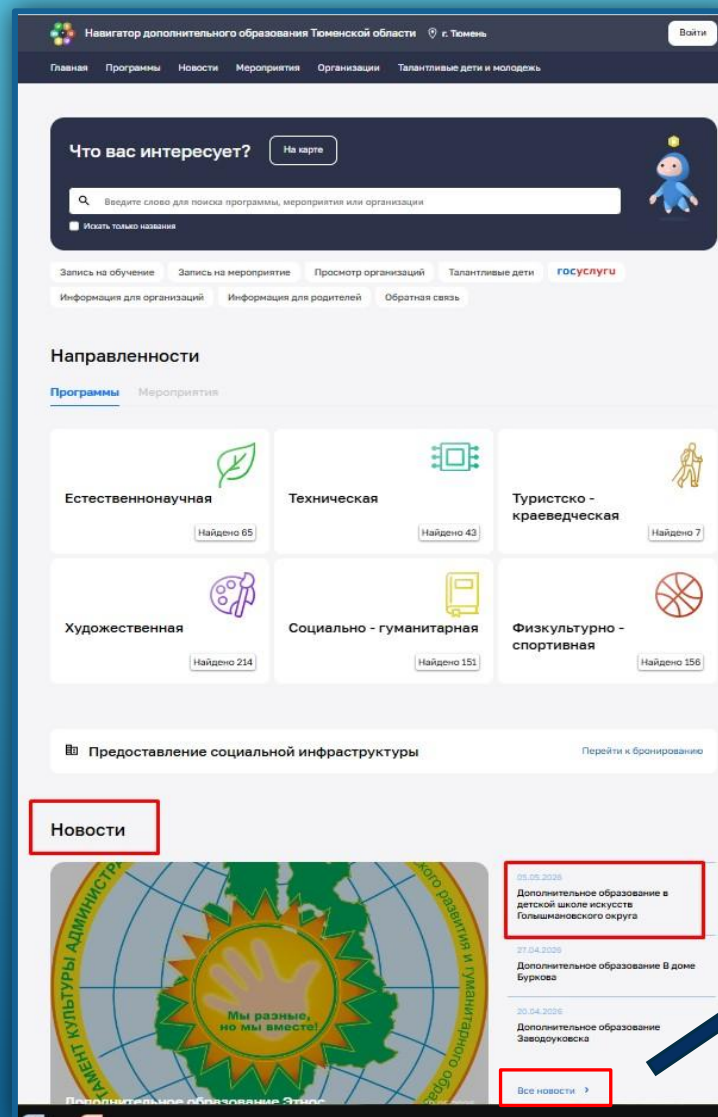 Навигатор дополнительного образования Тюменской области г. Тюмень Войти
Главная Программы Новости Мероприятия Организации Талантливые дети и молодежь
Что вас интересует? На карте
Введите слово для поиска программы, мероприятия или организации
Искать только названия
Запись на обучение Запись на мероприятие Просмотр организаций Талантливые дети госуслуги
Информация для организаций Информация для родителей Обратная связь
Направленности
Программы Мероприятия
Естественнонаучная
Найдено 65
Техническая
Найдено 43
Туристско -
краеведческая
Найдено 7
Художественная
Найдено 214
Социально - гуманитарная
Найдено 151
Физкультурно -
спортивная
Найдено 156
Предоставление социальной инфраструктуры Перейти к бронированию
Новости
Мы разные,
но мы вместе!
Дополнительное образование Этнос
05.05.2026
Дополнительное образование в
детской школе искусств
Голышмановского округа
27.04.2026
Дополнительное образование В доме
Буркова
20.04.2026
Дополнительное образование
Заводоуковска
Все новости